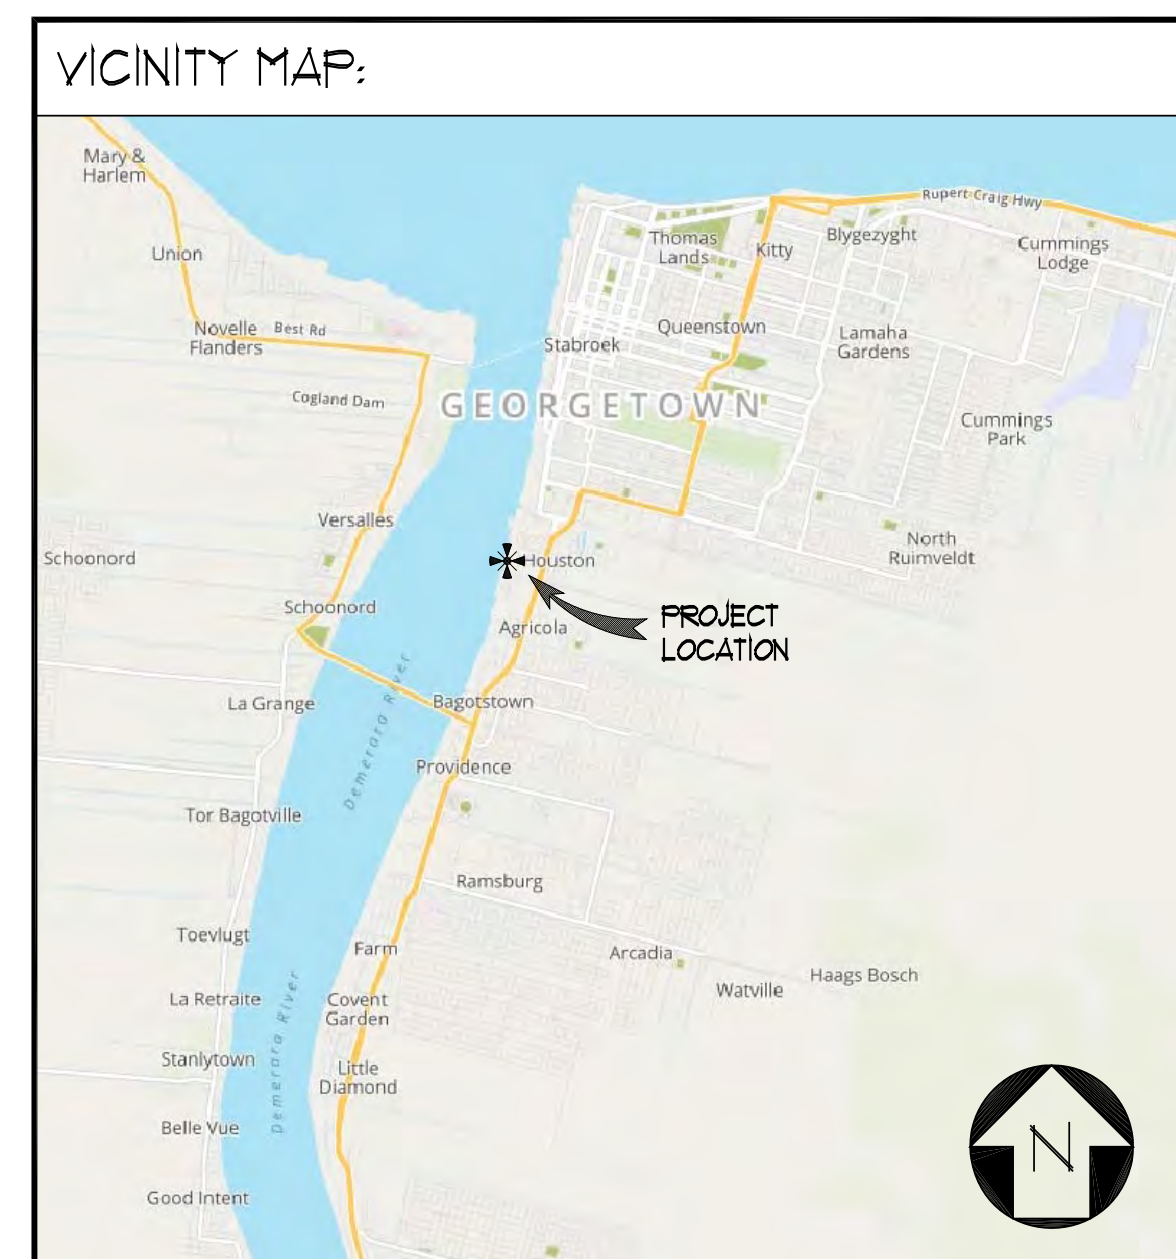 VICINITY MAP:
Mary &
Harlem
Rupert Craig Hwy
Thomas
Lands
Kitty
Blygezyght
Cummings
Lodge
Union
Novelle
Flanders
Best Rd
Stabroek
Queenstown
Lamaha
Gardens
Cogland Dam
GEORGETOWN
Cummings
Park
Versalles
Schoonord
Houston
North
Ruimveldt
Schoonord
Agricola
PROJECT
LOCATION
La Grange
Bagotstown
Demerara River
Providence
Tor Bagotville
Ramsburg
Toevlugt
Farm
Arcadia
Watville
Haags Bosch
La Retraite
Covent
Garden
Demerara River
Stanlytown
Little
Diamond
Belle Vue
N
Good Intent